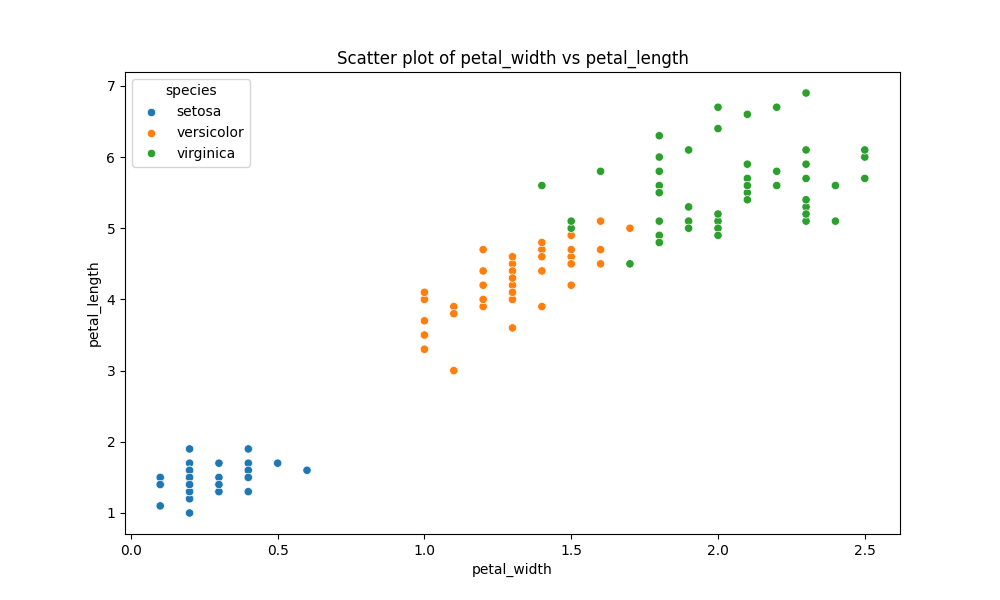 Scatter plot of petal_width vs petal_length
species
setosa
versicolor
virginica
petal_length
7
6
5
4
3
2
1
0.0 0.5 1.0 1.5 2.0 2.5
petal_width